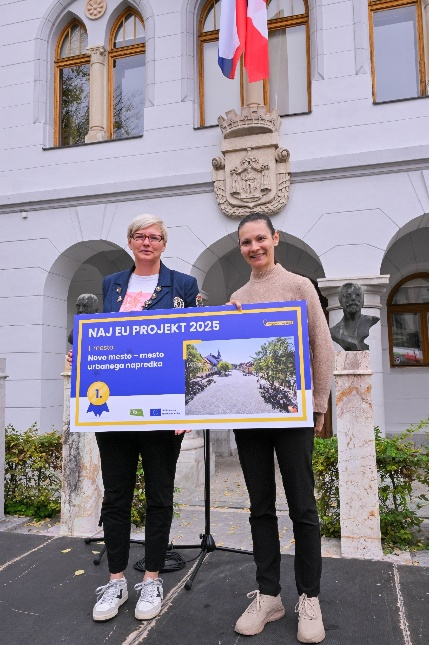 NAJ EU PROJEKT 2025
1. mesto
Novo mesto – mesto
urbanega napredka
1.